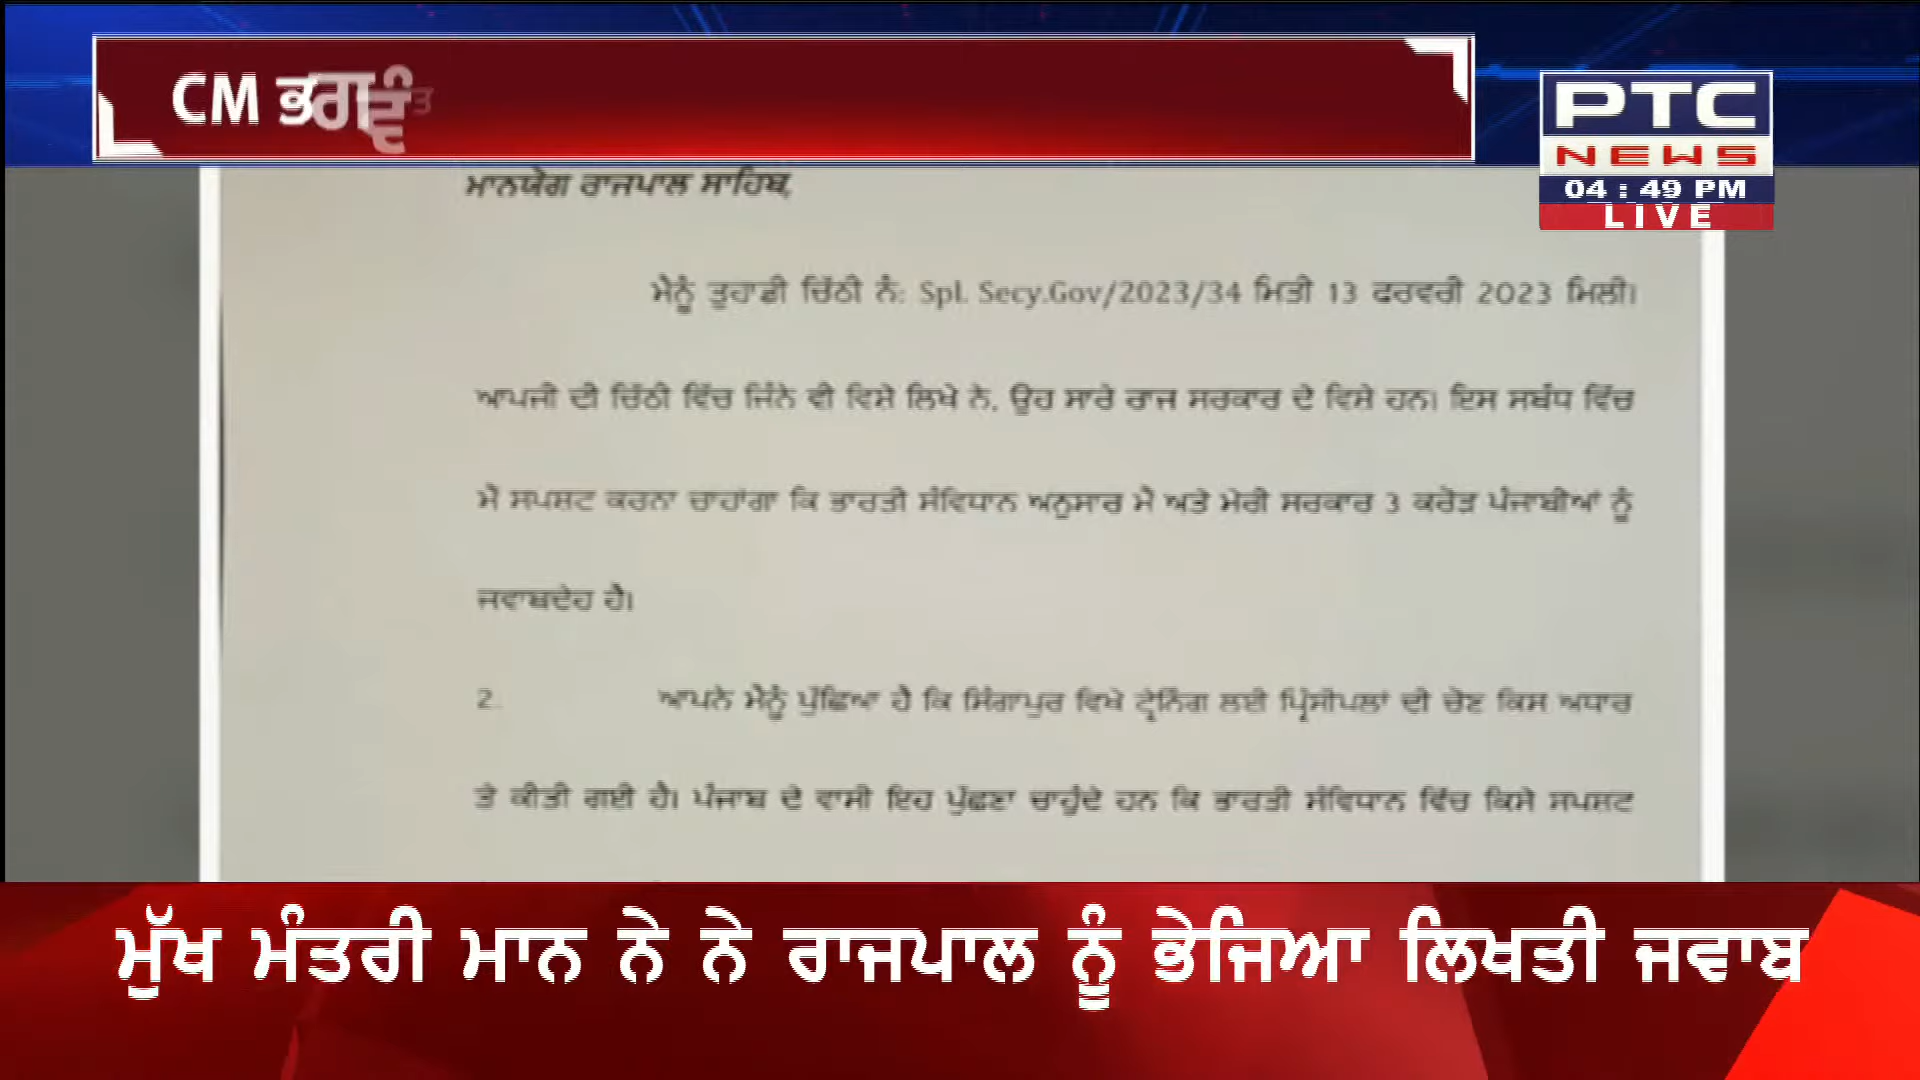 CM ਭਗਵੰਤ
PTC
NEWS
04 : 49 PM
LIVE
ਮਾਨਯੋਗ ਰਾਜਪਾਲ ਸਾਹਿਬ,
ਮੈਨੂੰ ਤੁਹਾਡੀ ਚਿੱਠੀ ਨੰ: Spl. Secy.Gov/2023/34 ਮਿਤੀ 13 ਫਰਵਰੀ 2023 ਮਿਲੀ।
ਆਪਜੀ ਦੀ ਚਿੱਠੀ ਵਿੱਚ ਜਿੰਨੇ ਵੀ ਵਿਸ਼ੇ ਲਿਖੇ ਨੇ, ਉਹ ਸਾਰੇ ਰਾਜ ਸਰਕਾਰ ਦੇ ਵਿਸ਼ੇ ਹਨ। ਇਸ ਸਬੰਧ ਵਿੱਚ
ਮੈਂ ਸਪਸ਼ਟ ਕਰਨਾ ਚਾਹਾਂਗਾ ਕਿ ਭਾਰਤੀ ਸੰਵਿਧਾਨ ਅਨੁਸਾਰ ਮੈਂ ਅਤੇ ਮੇਰੀ ਸਰਕਾਰ 3 ਕਰੋੜ ਪੰਜਾਬੀਆਂ ਨੂੰ
ਜਵਾਬਦੇਹ ਹੈ।
2. ਆਪਨੇ ਮੈਨੂੰ ਪੁੱਛਿਆ ਹੈ ਕਿ ਸਿੰਗਾਪੁਰ ਵਿਖੇ ਟ੍ਰੇਨਿੰਗ ਲਈ ਪ੍ਰਿੰਸੀਪਲਾਂ ਦੀ ਚੋਣ ਕਿਸ ਅਧਾਰ
ਤੇ ਕੀਤੀ ਗਈ ਹੈ। ਪੰਜਾਬ ਦੇ ਵਾਸੀ ਇਹ ਪੁੱਛਣਾ ਚਾਹੁੰਦੇ ਹਨ ਕਿ ਭਾਰਤੀ ਸੰਵਿਧਾਨ ਵਿੱਚ ਕਿਸੇ ਸਪਸ਼ਟ
ਮੁੱਖ ਮੰਤਰੀ ਮਾਨ ਨੇ ਨੇ ਰਾਜਪਾਲ ਨੂੰ ਭੇਜਿਆ ਲਿਖਤੀ ਜਵਾਬ